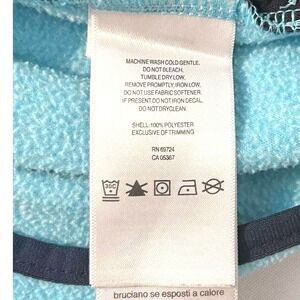 MACHINE WASH COLD GENTLE.
DO NOT BLEACH.
TUMBLE DRY LOW.
REMOVE PROMPTLY, IRON LOW.
DO NOT USE FABRIC SOFTENER.
IF PRESENT DO NOT IRON DECAL.
DO NOT DRYCLEAN.
SHELL: 100% POLYESTER
EXCLUSIVE OF TRIMMING
RN 69724
CA 05367
30C
bruciano se esposti a calore